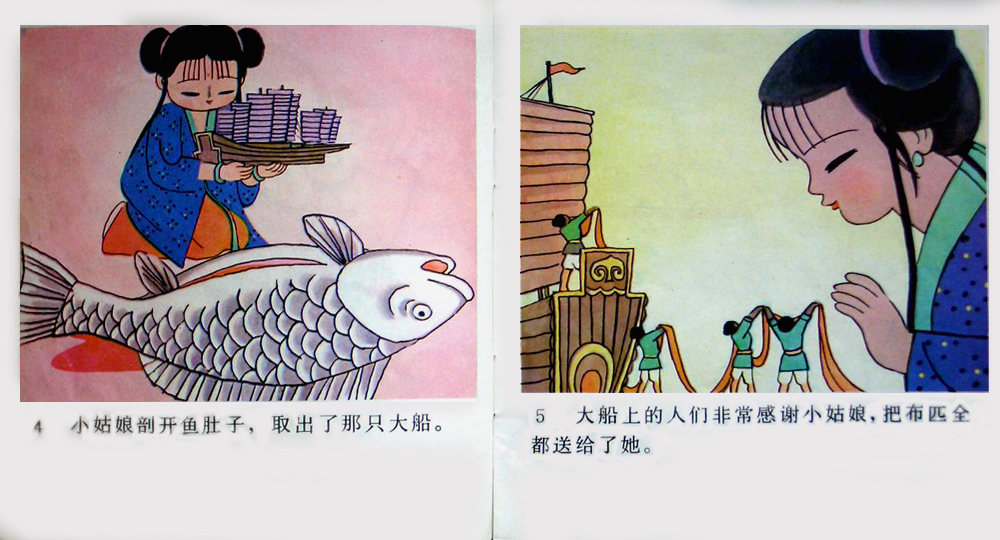 4 小姑娘剖开鱼肚子，取出了那只大船。
5 大船上的人们非常感谢小姑娘，把布匹全
都送给了她。